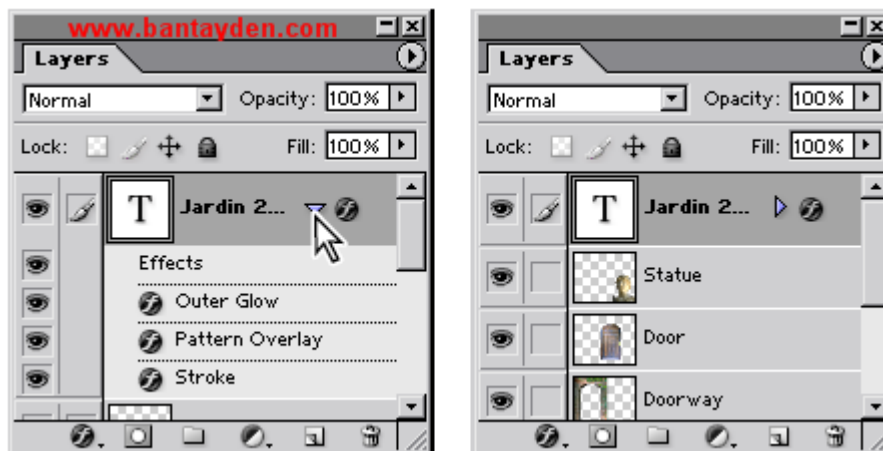 www.bantayden.com
Layers
Normal Opacity: 100%
Lock: Fill: 100%
T Jardin 2...
Effects
Outer Glow
Pattern Overlay
Stroke
Layers
Normal Opacity: 100%
Lock: Fill: 100%
T Jardin 2...
Statue
Door
Doorway